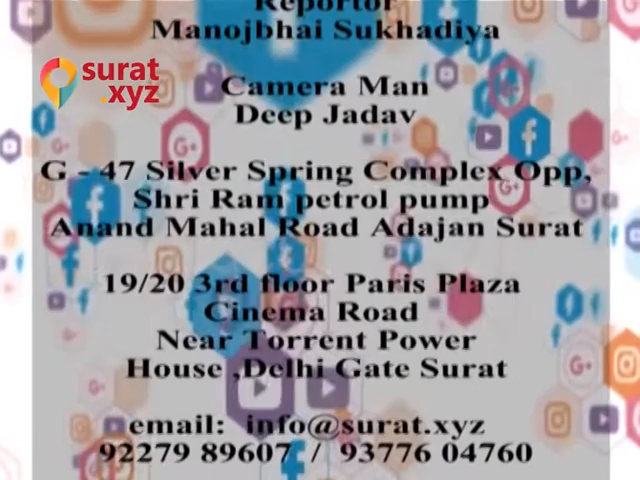 Reporter
Manojbhai Sukhadiya
surat
.xyz
Camera Man
Deep Jadav
G - 47 Silver Spring Complex Opp,
Shri Ram petrol pump
Anand Mahal Road Adajan Surat
19/20 3rd floor Paris Plaza
Cinema Road
Near Torrent Power
House ,Delhi Gate Surat
email: info@surat.xyz
92279 89607 / 93776 04760